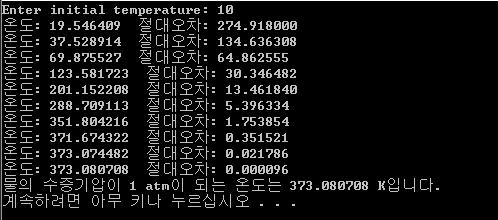 Enter initial temperature: 10
온도: 19.546409  절대오차: 274.918000
온도: 37.528914  절대오차: 134.636308
온도: 69.875527  절대오차: 64.862555
온도: 123.581723  절대오차: 30.346482
온도: 201.152208  절대오차: 13.461840
온도: 288.709113  절대오차: 5.396334
온도: 351.804216  절대오차: 1.753854
온도: 371.674322  절대오차: 0.351521
온도: 373.074482  절대오차: 0.021786
온도: 373.080708  절대오차: 0.000096
물의 수증기압이 1 atm이 되는 온도는 373.080708 K입니다.
계속하려면 아무 키나 누르십시오 . . .